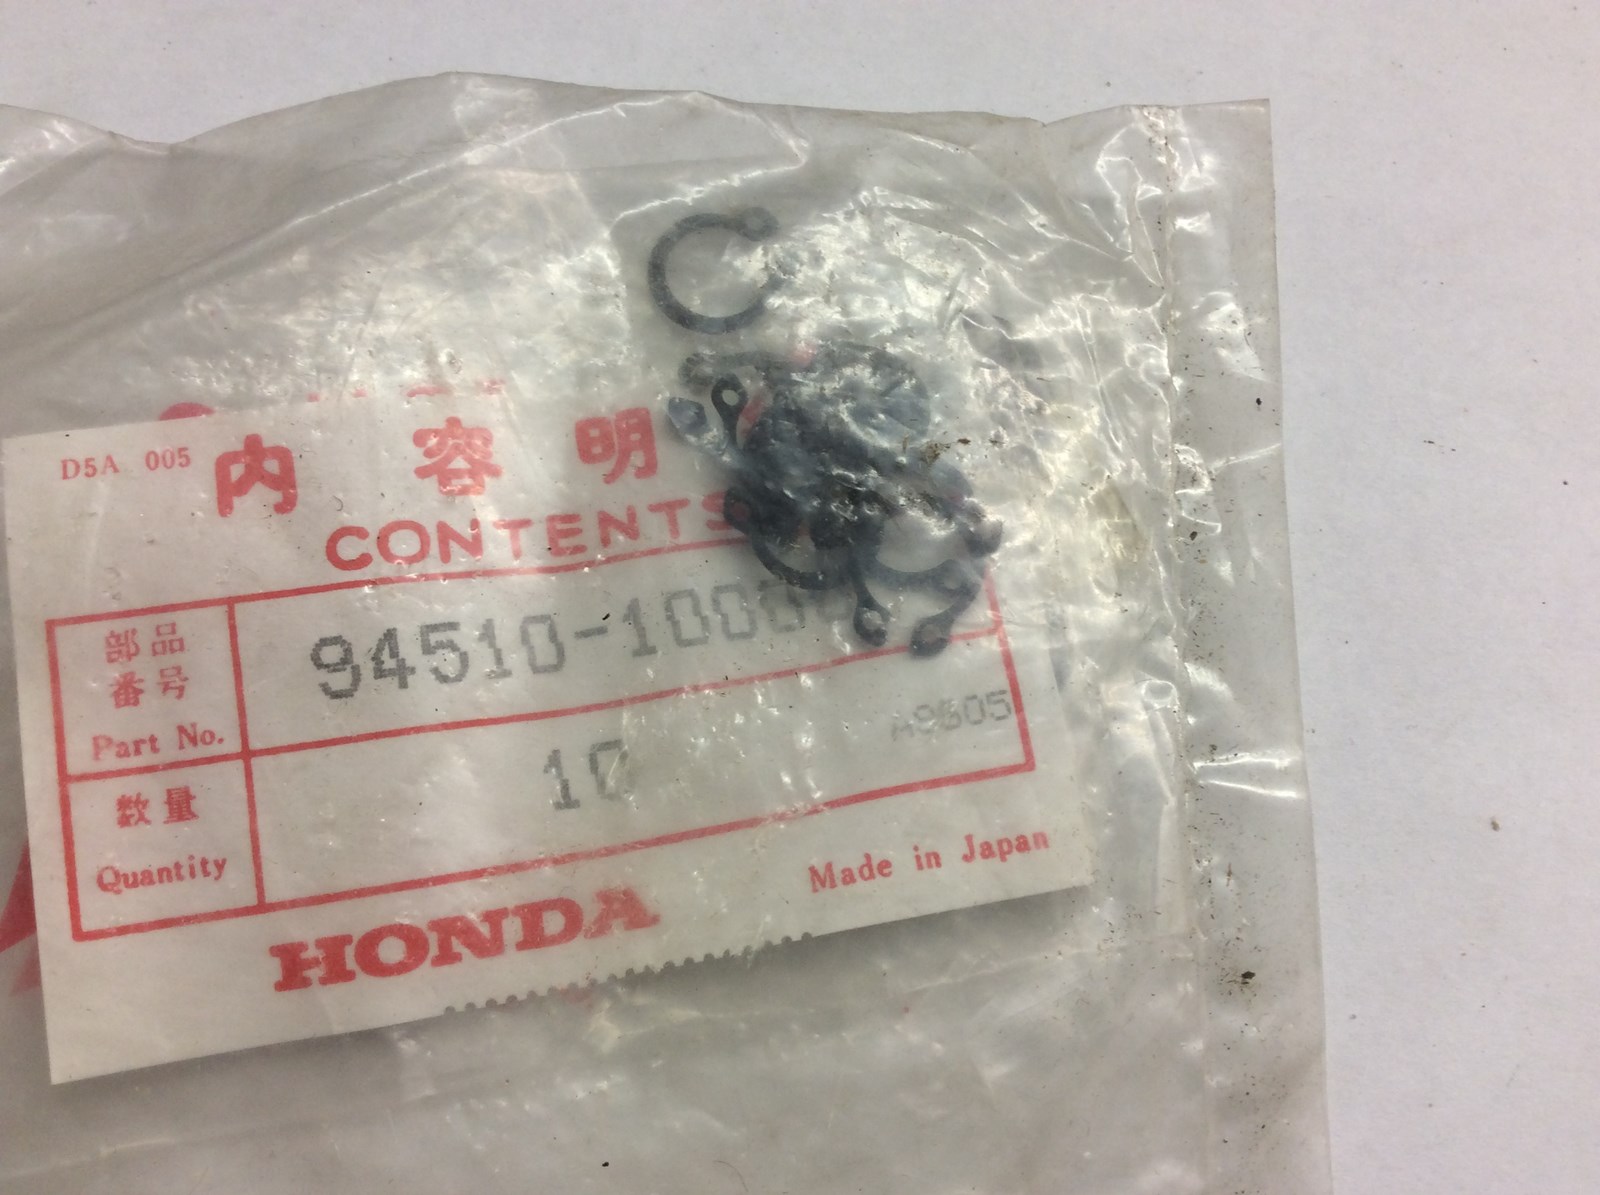 D5A 005
内容明
CONTENTS
部品
番号
Part No.
94510-1000
数量
Quantity
10
Made in Japan
HONDA